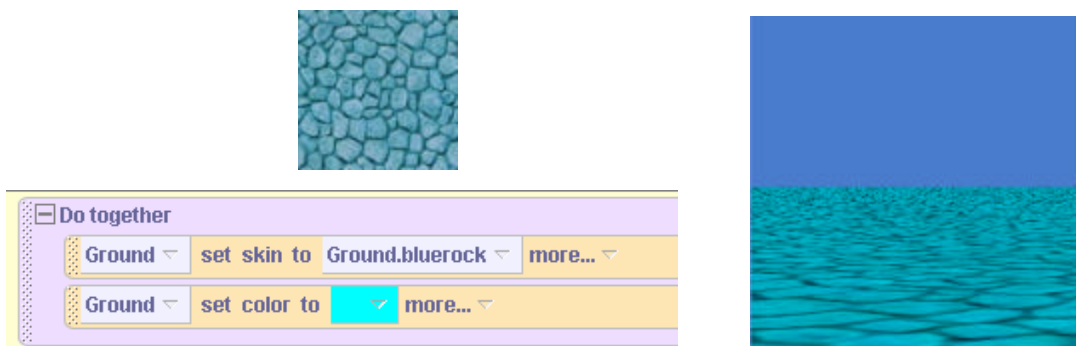 Do together
Ground set skin to Ground.bluerock more...
Ground set color to more...